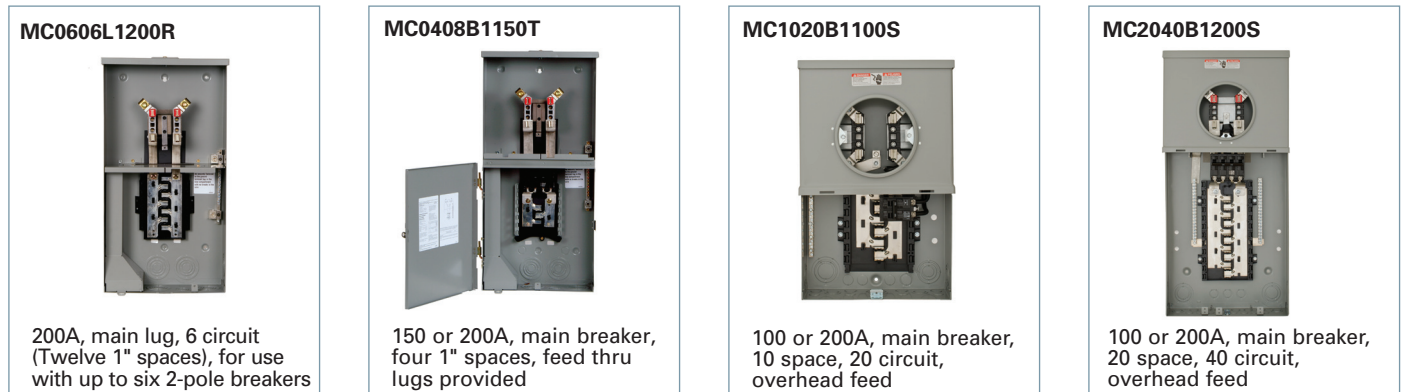 MC0606L1200R
200A, main lug, 6 circuit
(Twelve 1" spaces), for use
with up to six 2-pole breakers
MC0408B1150T
150 or 200A, main breaker,
four 1" spaces, feed thru
lugs provided
MC1020B1100S
100 or 200A, main breaker,
10 space, 20 circuit,
overhead feed
MC2040B1200S
100 or 200A, main breaker,
20 space, 40 circuit,
overhead feed